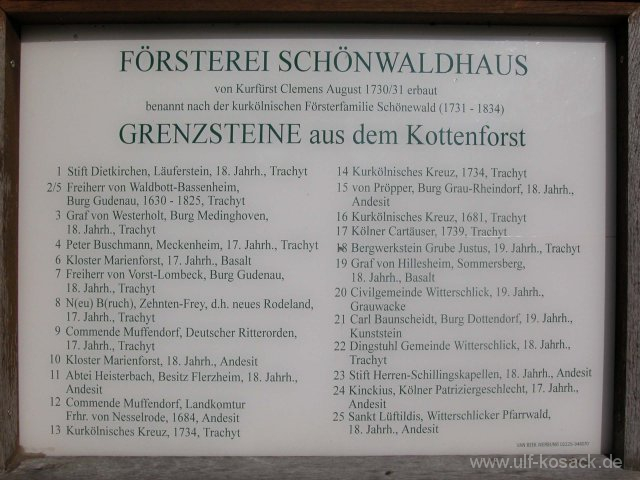 FÖRSTEREI SCHÖNWALDHAUS
von Kurfürst Clemens August 1730/31 erbaut
benannt nach der kurkölnischen Försterfamilie Schönewald (1731 - 1834)
GRENZSTEINE aus dem Kottenforst
1 Stift Dietkirchen, Läuferstein, 18. Jahrh., Trachyt
2/5 Freiherr von Waldbott-Bassenheim,
Burg Gudenau, 1630 - 1825, Trachyt
3 Graf von Westerholt, Burg Medinghoven,
18. Jahrh., Trachyt
4 Peter Buschmann, Meckenheim, 17. Jahrh., Trachyt
6 Kloster Marienforst, 17. Jahrh., Basalt
7 Freiherr von Vorst-Lombeck, Burg Gudenau,
18. Jahrh., Trachyt
8 N(eu) B(ruch), Zehnten-Frey, d.h. neues Rodeland,
17. Jahrh., Trachyt
9 Commende Muffendorf, Deutscher Ritterorden,
17. Jahrh., Trachyt
10 Kloster Marienforst, 18. Jahrh., Andesit
11 Abtei Heisterbach, Besitz Flerzheim, 18. Jahrh.,
Andesit
12 Commende Muffendorf, Landkomtur
Frhr. von Nesselrode, 1684, Andesit
13 Kurkölnisches Kreuz, 1734, Trachyt
14 Kurkölnisches Kreuz, 1734, Trachyt
15 von Pröpper, Burg Grau-Rheindorf, 18. Jahrh.,
Andesit
16 Kurkölnisches Kreuz, 1681, Trachyt
17 Kölner Cartäuser, 1739, Trachyt
18 Bergwerkstein Grube Justus, 19. Jahrh., Trachyt
19 Graf von Hillesheim, Sommersberg,
18. Jahrh., Basalt
20 Civilgemeinde Witterschlick, 19. Jahrh.,
Grauwacke
21 Carl Baunscheidt, Burg Dottendorf, 19. Jahrh.,
Kunststein
22 Dingstuhl Gemeinde Witterschlick, 18. Jahrh.,
Trachyt
23 Stift Herren-Schillingskapellen, 18. Jahrh., Andesit
24 Kinckius, Kölner Patriziergeschlecht, 17. Jahrh.,
Andesit
25 Sankt Lüftildis, Witterschlicker Pfarrwald,
18. Jahrh., Andesit
www.ulf-kosack.de